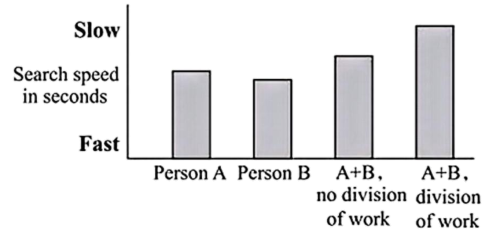 Slow
Search speed
in seconds
Fast
Person A
Person B
A+B,
no division
of work
A+B,
division
of work